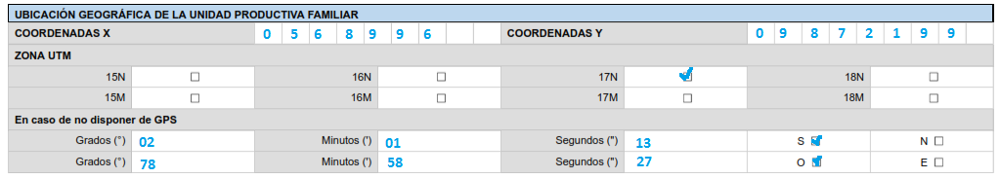 UBICACIÓN GEOGRÁFICA DE LA UNIDAD PRODUCTIVA FAMILIAR
COORDENADAS X 0 5 6 8 9 9 6 COORDENADAS Y 0 9 8 7 2 1 9 9
ZONA UTM
15N ☐ 16N ☐ 17N ☑ 18N ☐
15M ☐ 16M ☐ 17M ☐ 18M ☐
En caso de no disponer de GPS
Grados (°) 02 Minutos (') 01 Segundos (") 13 S ☑ N ☐
Grados (°) 78 Minutos (') 58 Segundos (") 27 O ☑ E ☐